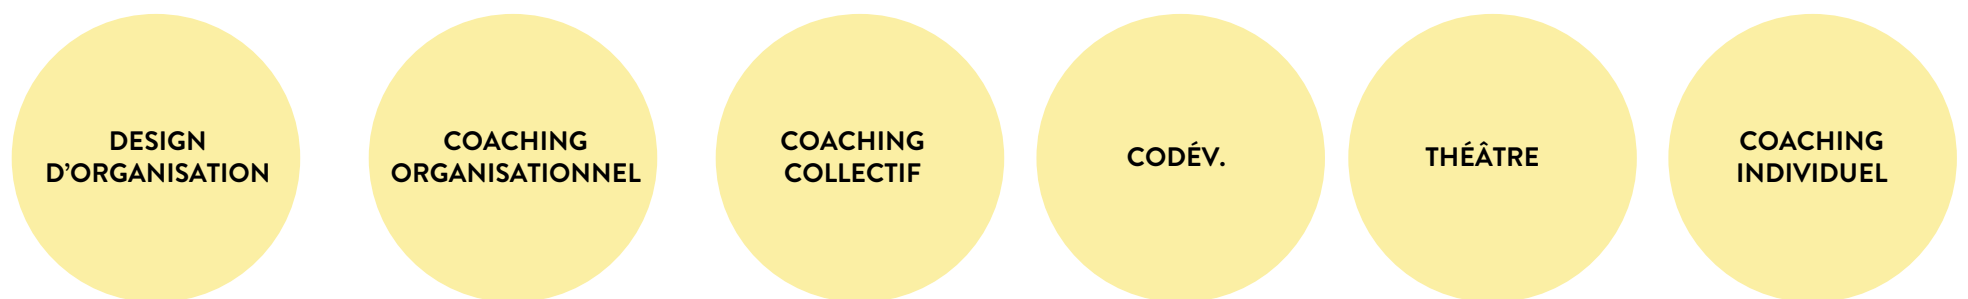 DESIGN
D’ORGANISATION
COACHING
ORGANISATIONNEL
COACHING
COLLECTIF
CODÉV.
THÉÂTRE
COACHING
INDIVIDUEL